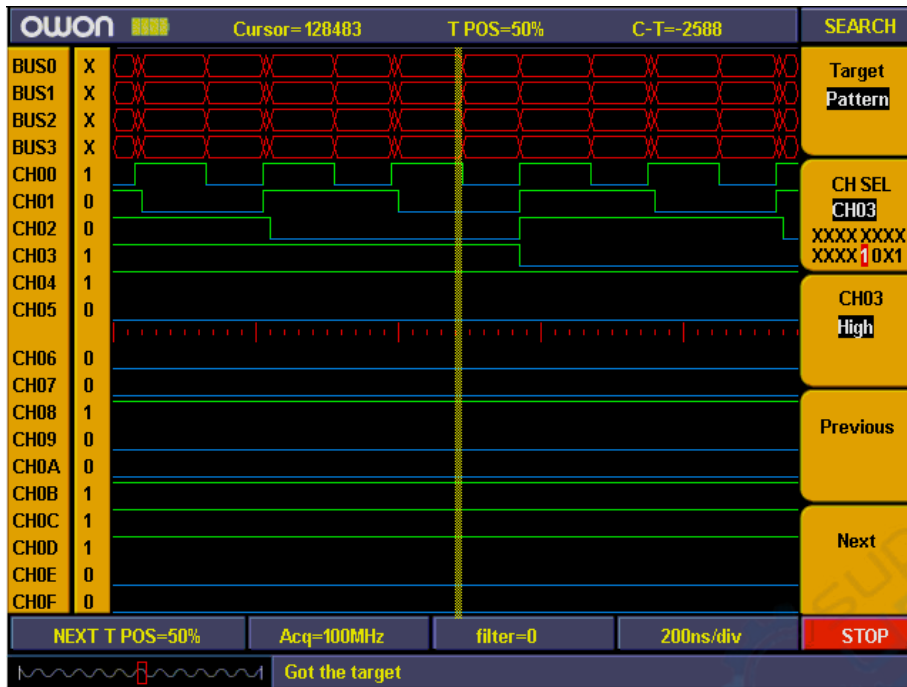 OWON Cursor=128483 T POS=50% C-T=-2588 SEARCH
BUS0 X
BUS1 X
BUS2 X
BUS3 X
CH00 1
CH01 0
CH02 0
CH03 1
CH04 1
CH05 0
CH06 0
CH07 0
CH08 1
CH09 0
CH0A 0
CH0B 1
CH0C 1
CH0D 1
CH0E 0
CH0F 0
Target
Pattern
CH SEL
CH03
XXXX XXXX
XXXX 1 0X1
CH03
High
Previous
Next
NEXT T POS=50% Acq=100MHz filter=0 200ns/div STOP
Got the target